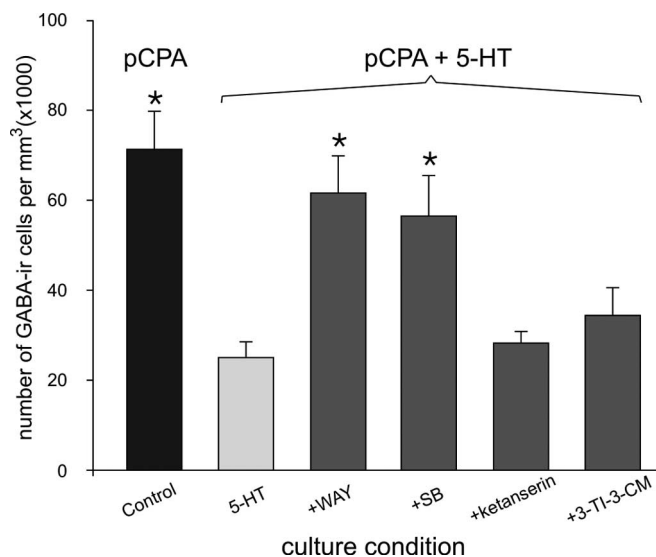 100
80
60
40
20
0
number of GABA-ir cells per mm³(x1000)
pCPA
pCPA + 5-HT
*
*
*
Control
5-HT
+WAY
+SB
+ketanserin
+3-TI-3-CM
culture condition